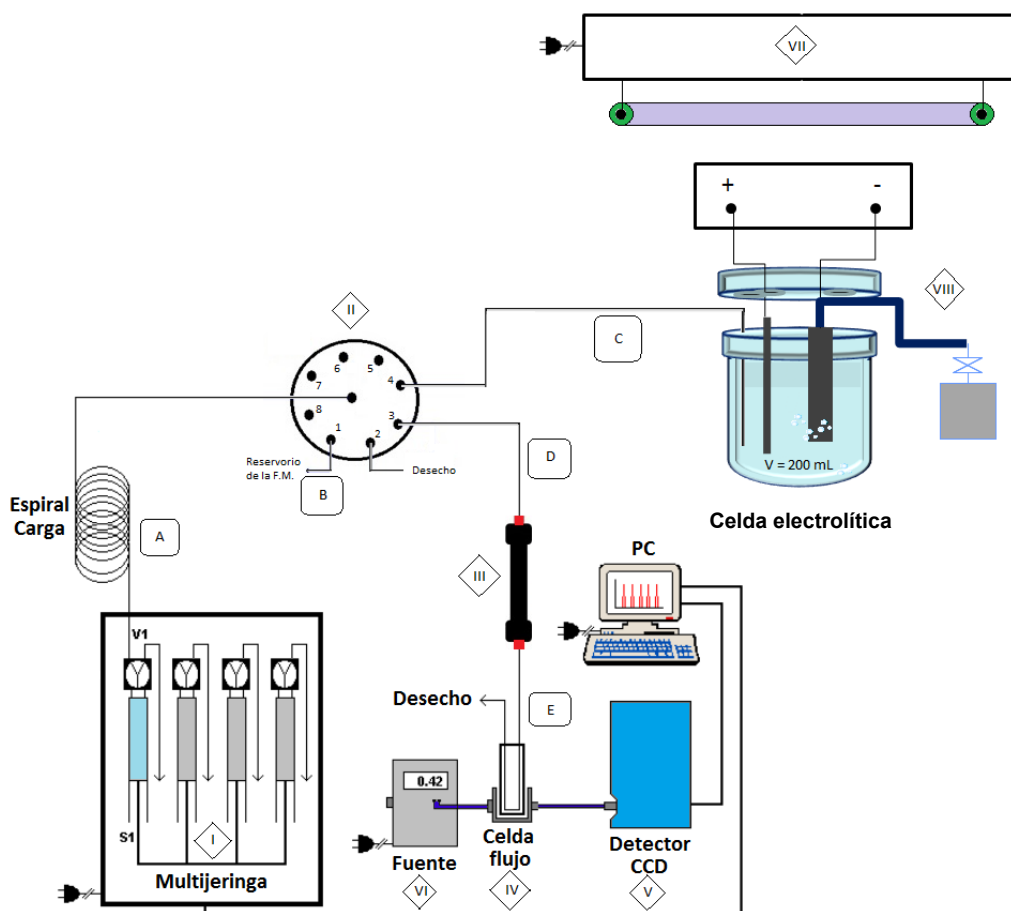 VII
+
-
VIII
II
C
6
5
7
4
8
3
1
2
Reservorio
de la F.M.
Desecho
B
D
V = 200 mL
Celda electrolítica
Espiral
Carga
A
PC
III
V1
Desecho
E
0.42
S1
I
Multijeringa
Fuente
Celda
flujo
Detector
CCD
VI
IV
V